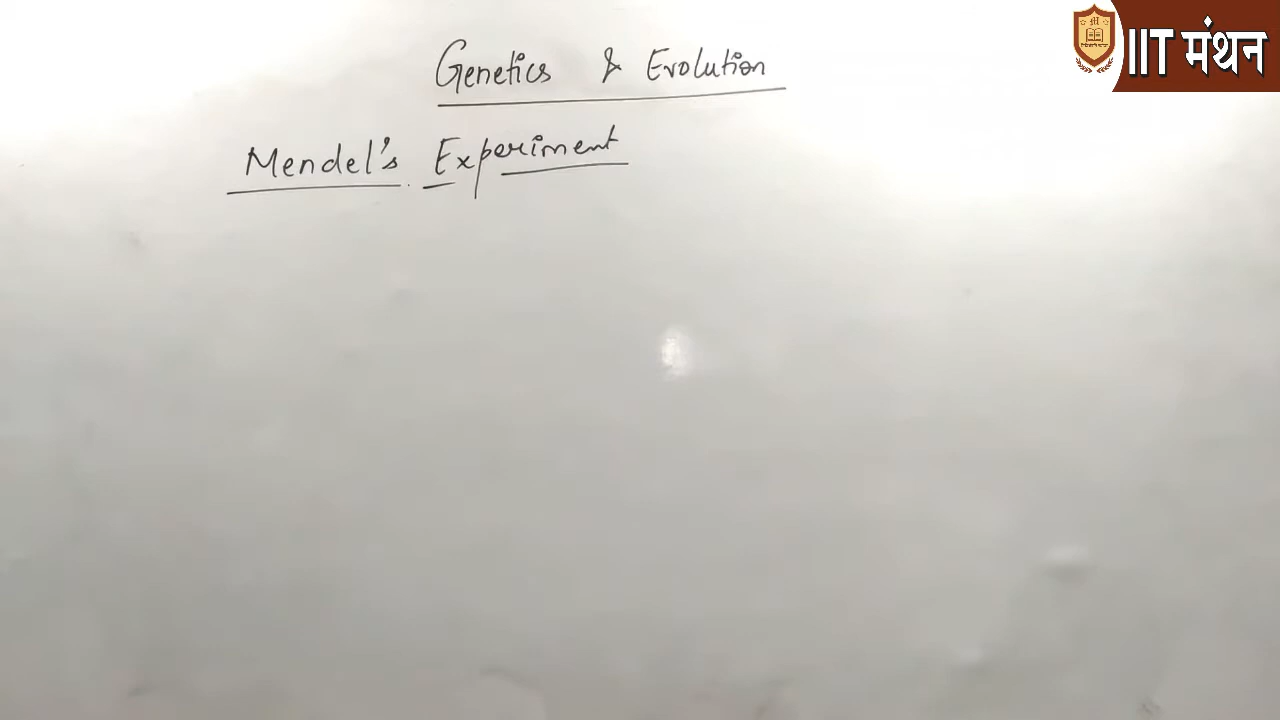 IIT मंथन
Genetics & Evolution
Mendel's Experiment